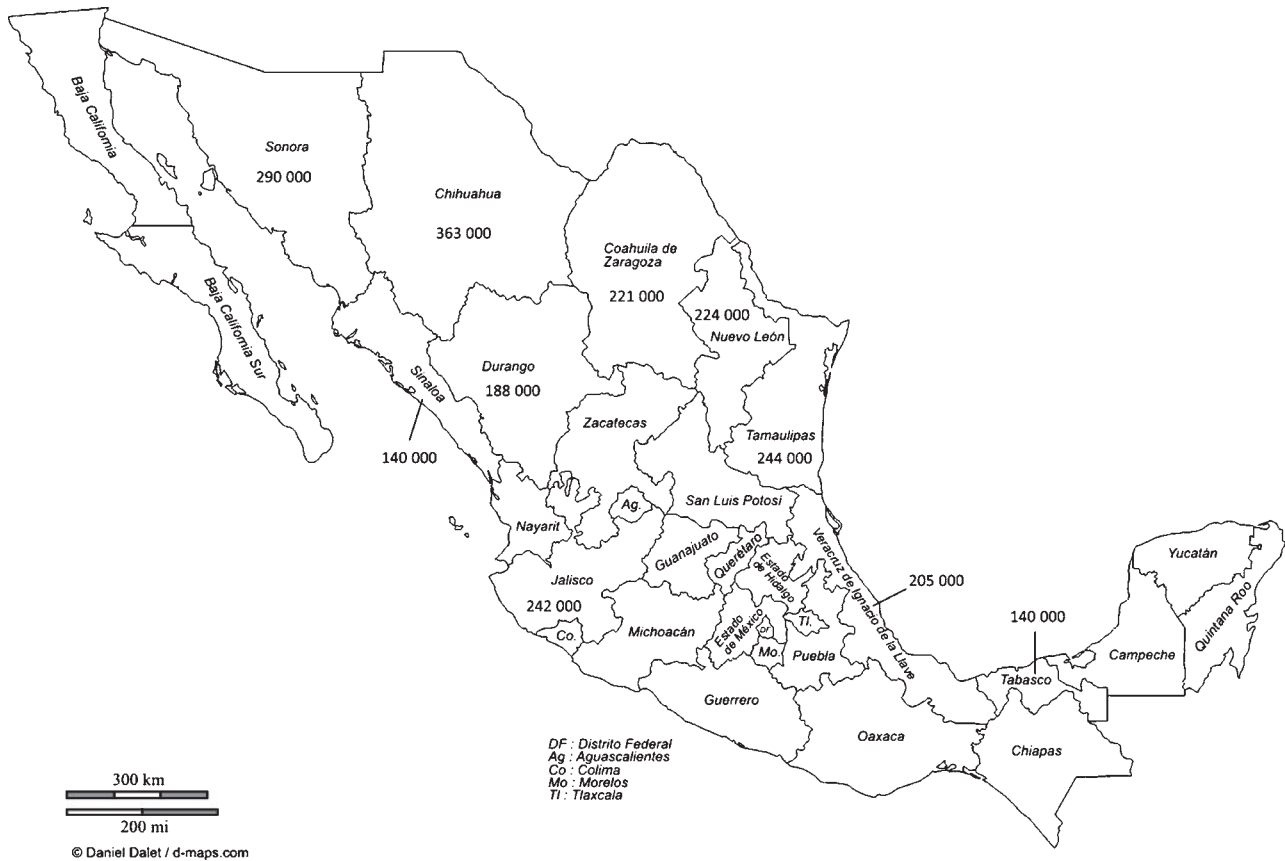 Baja California
Sonora
290 000
Chihuahua
363 000
Coahuila de
Zaragoza
221 000
224 000
Nuevo León
Baja California Sur
Sinaloa
140 000
Durango
188 000
Zacatecas
Tamaulipas
244 000
San Luis Potosí
Ag.
Nayarit
Guanajuato
Querétaro
Estado
de Hidalgo
Veracruz de Ignacio de la Llave
205 000
Yucatán
Quintana Roo
Jalisco
242 000
Co.
Michoacán
Estado
de México
DF
Tl.
Mo.
Puebla
140 000
Tabasco
Campeche
Guerrero
Oaxaca
Chiapas
DF : Distrito Federal
Ag : Aguascalientes
Co : Colima
Mo : Morelos
Tl : Tlaxcala
300 km
200 mi
© Daniel Dalet / d-maps.com